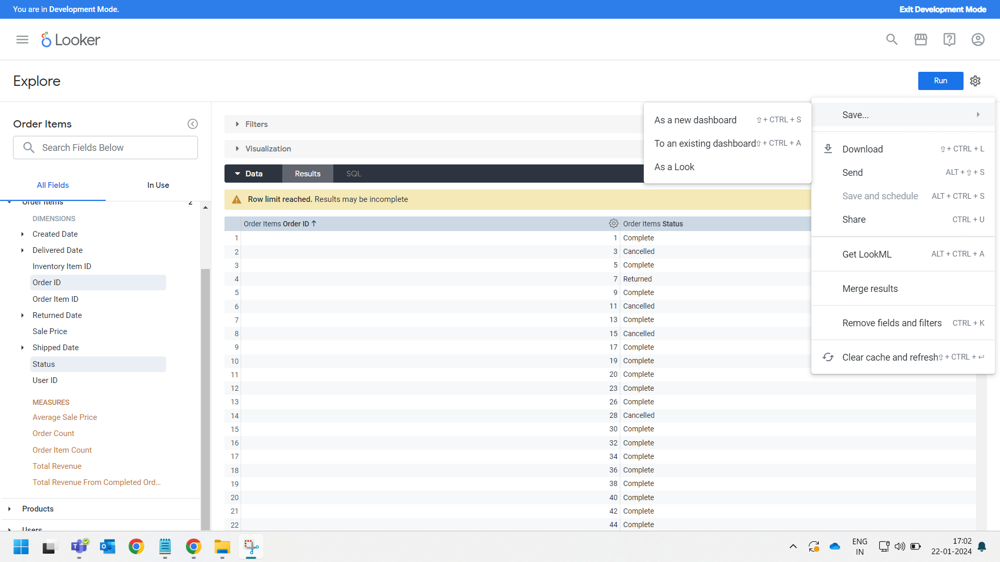 You are in Development Mode.
Exit Development Mode
Looker
Explore
Run
Order Items
Search Fields Below
All Fields
In Use
Order Items 2
DIMENSIONS
Created Date
Delivered Date
Inventory Item ID
Order ID
Order Item ID
Returned Date
Sale Price
Shipped Date
Status
User ID
MEASURES
Average Sale Price
Order Count
Order Item Count
Total Revenue
Total Revenue From Completed Ord...
Products
Users
Filters
Visualization
Data Results SQL
Row limit reached. Results may be incomplete
Order Items Order ID ↑ Order Items Status
1 1 Complete
2 3 Cancelled
3 5 Complete
4 7 Returned
5 9 Complete
6 11 Cancelled
7 13 Complete
8 15 Cancelled
9 17 Complete
10 19 Complete
11 20 Complete
12 23 Complete
13 26 Complete
14 28 Cancelled
15 30 Complete
16 32 Complete
17 34 Complete
18 36 Complete
19 38 Complete
20 40 Complete
21 42 Complete
22 44 Complete
As a new dashboard ⇧ + CTRL + S
To an existing dashboard ⇧ + CTRL + A
As a Look
Save...
Download ⇧ + CTRL + L
Send ALT + ⇧ + S
Save and schedule ALT + CTRL + S
Share CTRL + U
Get LookML ALT + CTRL + A
Merge results
Remove fields and filters CTRL + K
Clear cache and refresh ⇧ + CTRL + ↩
ENG
IN
17:02
22-01-2024